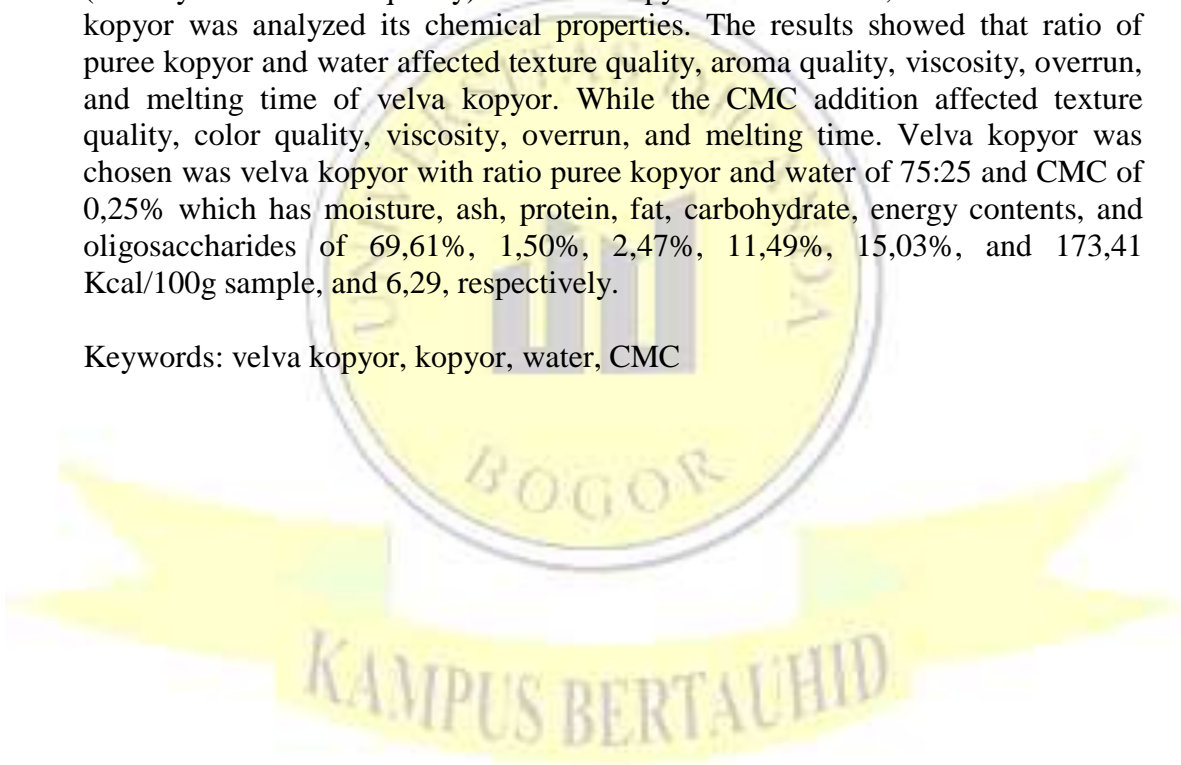 kopyor was analyzed its chemical properties. The results showed that ratio of
puree kopyor and water affected texture quality, aroma quality, viscosity, overrun,
and melting time of velva kopyor. While the CMC addition affected texture
quality, color quality, viscosity, overrun, and melting time. Velva kopyor was
chosen was velva kopyor with ratio puree kopyor and water of 75:25 and CMC of
0,25% which has moisture, ash, protein, fat, carbohydrate, energy contents, and
oligosaccharides of 69,61%, 1,50%, 2,47%, 11,49%, 15,03%, and 173,41
Kcal/100g sample, and 6,29, respectively.
Keywords: velva kopyor, kopyor, water, CMC
BOGOR
KAMPUS BERTAUHID